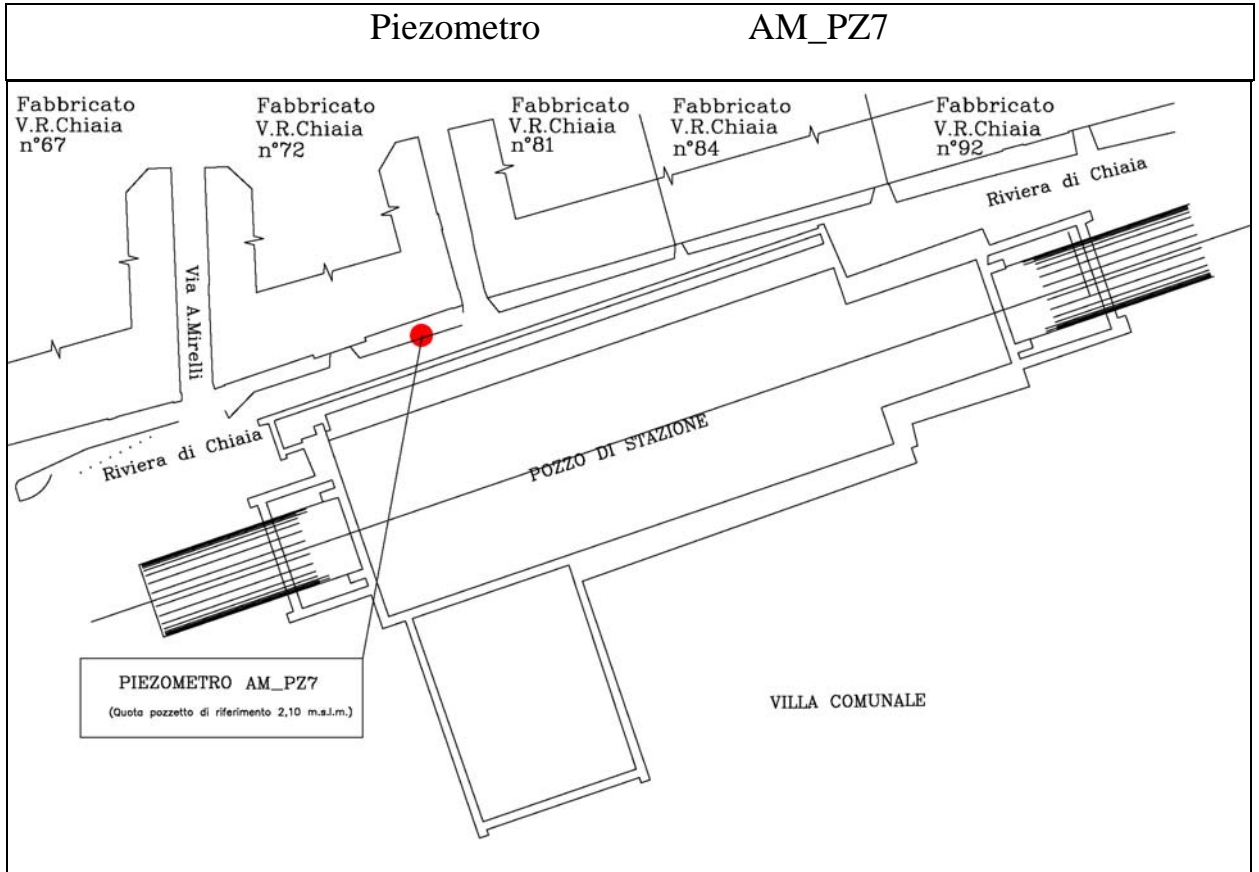 Piezometro AM_PZ7
Fabbricato
V.R.Chiaia
n°67
Fabbricato
V.R.Chiaia
n°72
Fabbricato
V.R.Chiaia
n°81
Fabbricato
V.R.Chiaia
n°84
Fabbricato
V.R.Chiaia
n°92
Riviera di Chiaia
Via A.Mirelli
Riviera di Chiaia
POZZO DI STAZIONE
PIEZOMETRO AM_PZ7
(Quota pozzetto di riferimento 2,10 m.s.l.m.)
VILLA COMUNALE